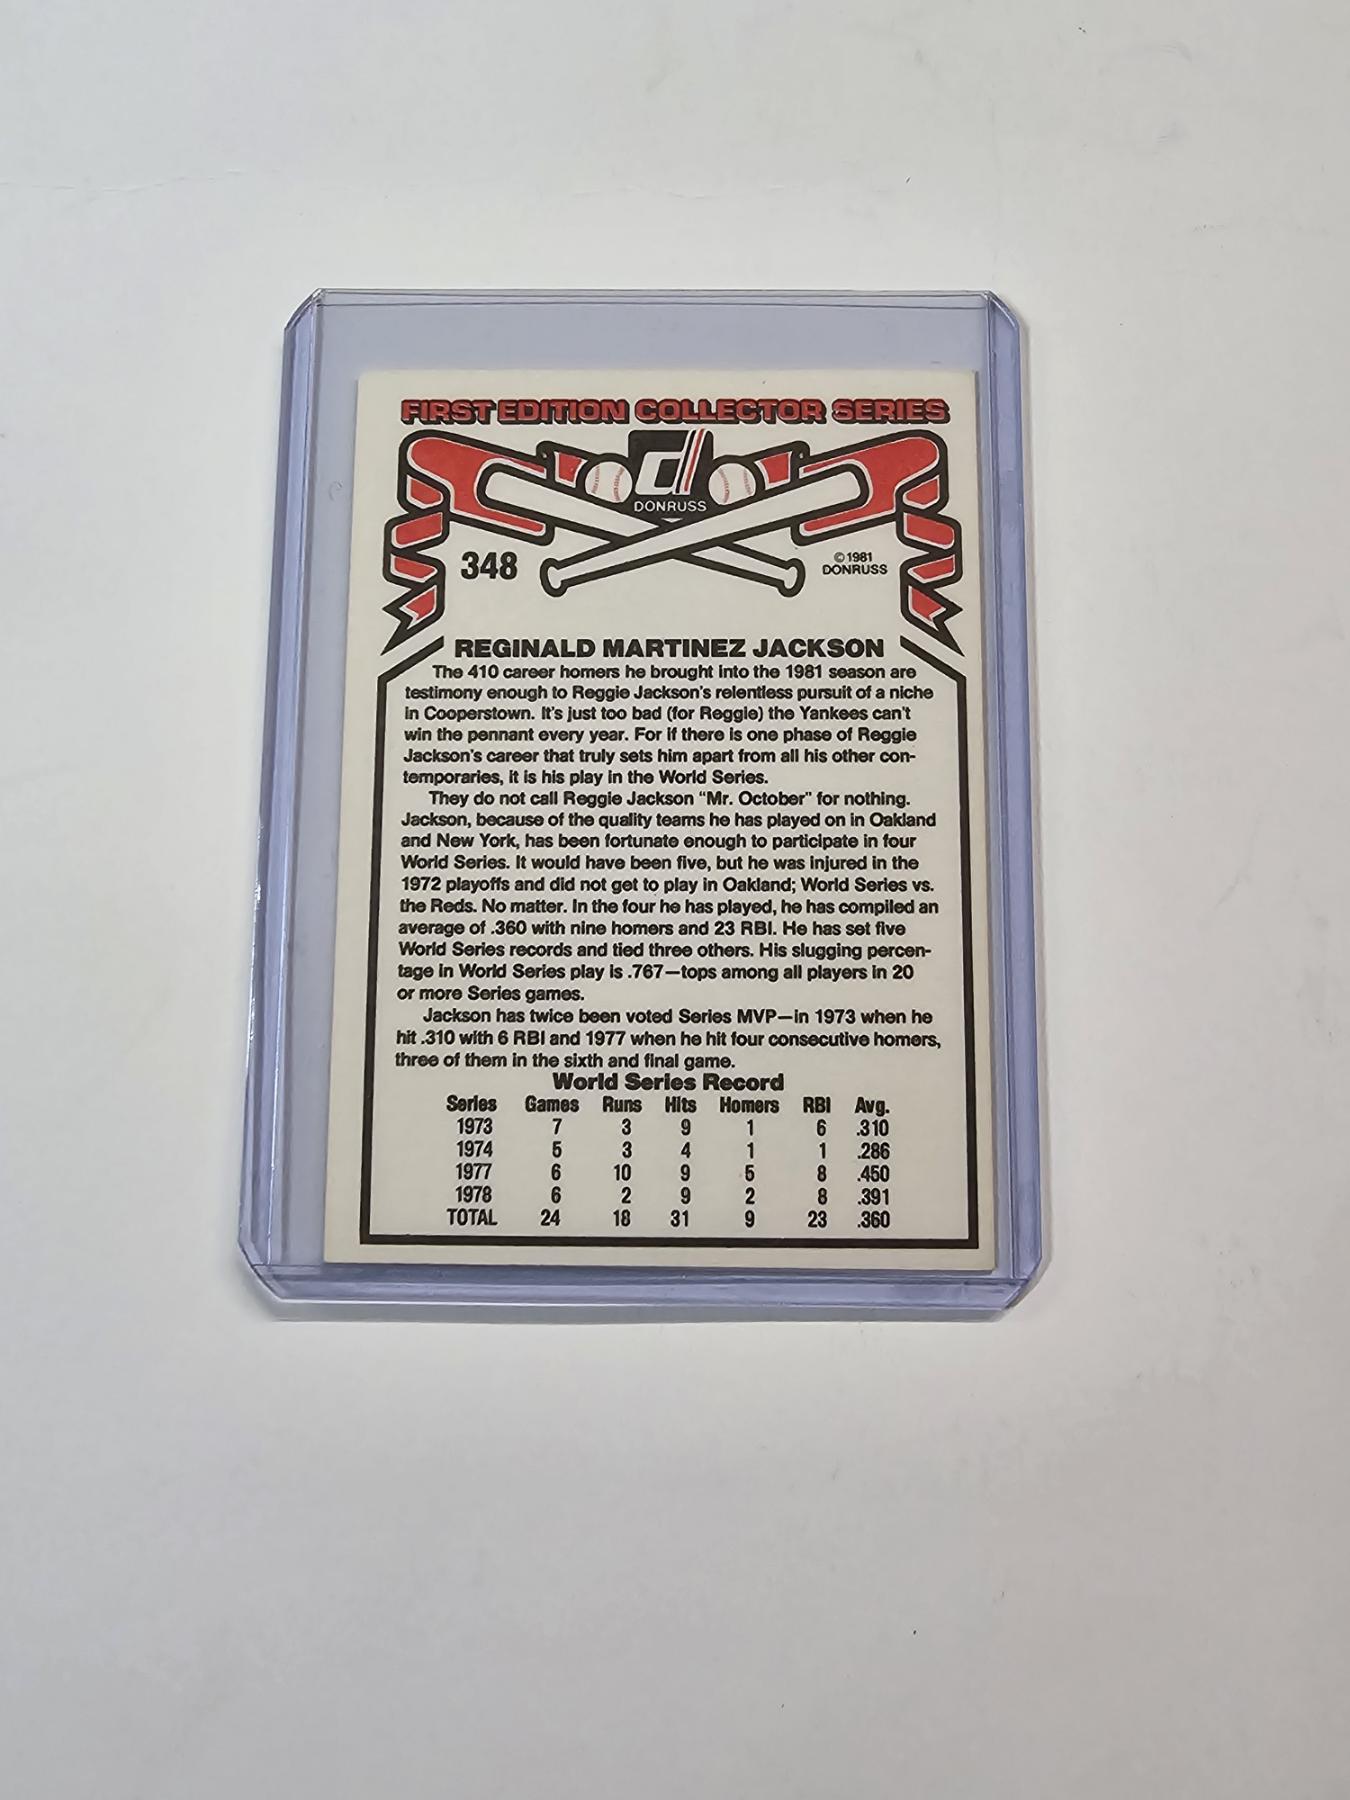 FIRST EDITION COLLECTOR SERIES
d
DONRUSS
348
© 1981
DONRUSS
REGINALD MARTINEZ JACKSON
The 410 career homers he brought into the 1981 season are
testimony enough to Reggie Jackson's relentless pursuit of a niche
in Cooperstown. It's just too bad (for Reggie) the Yankees can't
win the pennant every year. For if there is one phase of Reggie
Jackson's career that truly sets him apart from all his other con-
temporaries, it is his play in the World Series.
They do not call Reggie Jackson "Mr. October" for nothing.
Jackson, because of the quality teams he has played on in Oakland
and New York, has been fortunate enough to participate in four
World Series. It would have been five, but he was injured in the
1972 playoffs and did not get to play in Oakland; World Series vs.
the Reds. No matter. In the four he has played, he has compiled an
average of .360 with nine homers and 23 RBI. He has set five
World Series records and tied three others. His slugging percen-
tage in World Series play is .767—tops among all players in 20
or more Series games.
Jackson has twice been voted Series MVP—in 1973 when he
hit .310 with 6 RBI and 1977 when he hit four consecutive homers,
three of them in the sixth and final game.
World Series Record
Series Games Runs Hits Homers RBI Avg.
1973 7 3 9 1 6 .310
1974 5 3 4 1 1 .286
1977 6 10 9 5 8 .450
1978 6 2 9 2 8 .391
TOTAL 24 18 31 9 23 .360